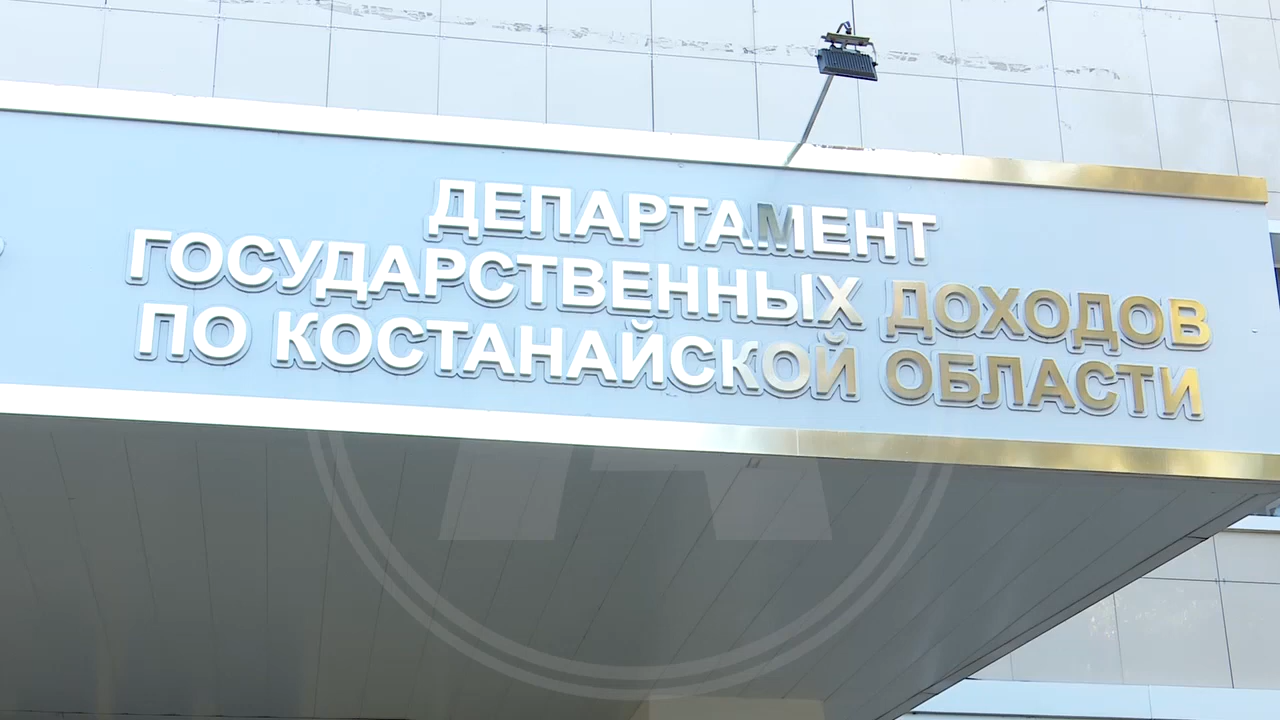 ДЕПАРТАМЕНТ
ГОСУДАРСТВЕННЫХ ДОХОДОВ
ПО КОСТАНАЙСКОЙ ОБЛАСТИ